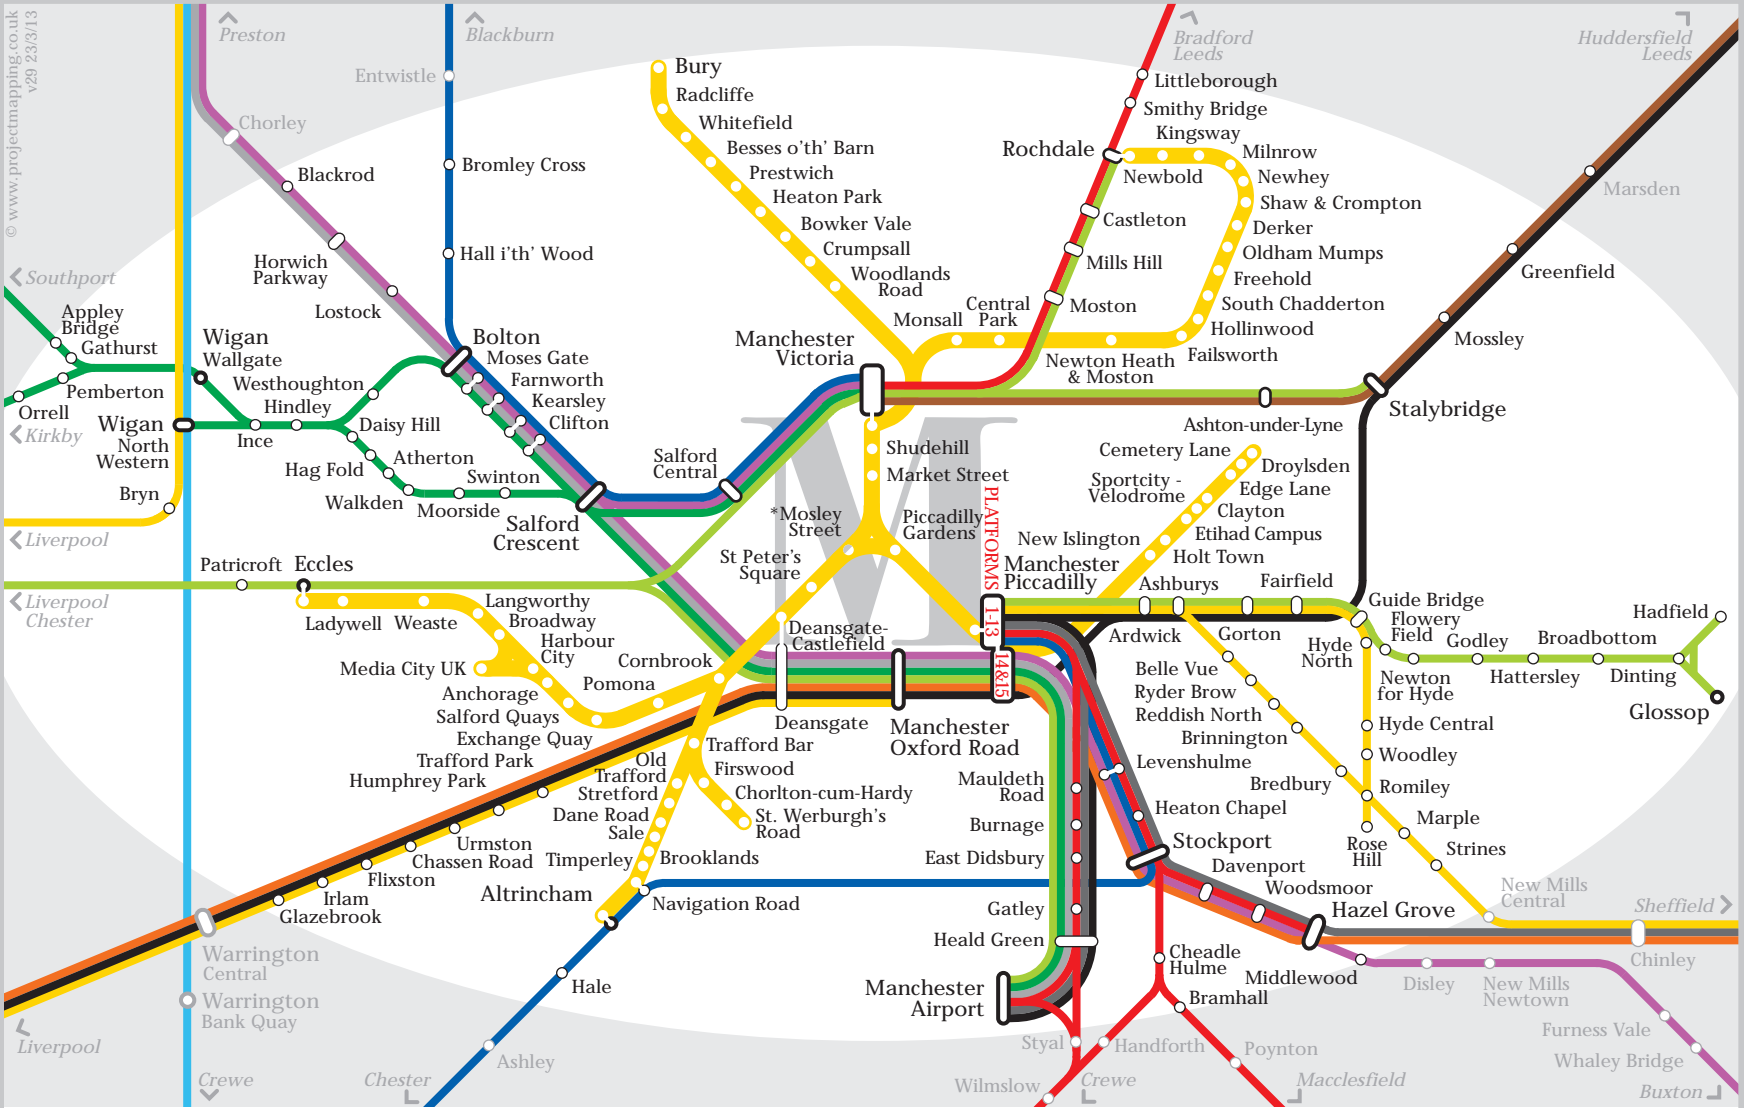 © www.projectmapping.co.uk
v29 23/3/13
Preston
Blackburn
Bradford
Leeds
Huddersfield
Leeds
Entwistle
Chorley
Blackrod
Bromley Cross
Hall i'th' Wood
Horwich
Parkway
Lostock
Southport
Appley
Bridge
Gathurst
Wigan
Wallgate
Pemberton
Orrell
Kirkby
Wigan
North
Western
Bryn
Liverpool
Westhoughton
Hindley
Ince
Daisy Hill
Hag Fold
Atherton
Walkden
Swinton
Moorside
Bolton
Moses Gate
Farnworth
Kearsley
Clifton
Salford
Crescent
Salford
Central
Bury
Radcliffe
Whitefield
Besses o'th' Barn
Prestwich
Heaton Park
Bowker Vale
Crumpsall
Woodlands
Road
Manchester
Victoria
Monsall
Central
Park
Newton Heath
& Moston
Failsworth
Hollinwood
South Chadderton
Freehold
Oldham Mumps
Derker
Shaw & Crompton
Newhey
Milnrow
Kingsway
Newbold
Rochdale
Smithy Bridge
Littleborough
Castleton
Mills Hill
Moston
Marsden
Greenfield
Mossley
Stalybridge
Ashton-under-Lyne
M
Shudehill
Market Street
*Mosley
Street
Piccadilly
Gardens
St Peter's
Square
PLATFORMS
1-13
14&15
Manchester
Piccadilly
New Islington
Holt Town
Etihad Campus
Clayton
Edge Lane
Droylsden
Sportcity -
Velodrome
Cemetery Lane
Ashburys
Fairfield
Ardwick
Gorton
Guide Bridge
Flowery
Field
Hyde
North
Newton
for Hyde
Godley
Hattersley
Broadbottom
Dinting
Hadfield
Glossop
Hyde Central
Woodley
Romiley
Rose
Hill
Marple
Strines
Belle Vue
Ryder Brow
Reddish North
Brinnington
Bredbury
New Mills
Central
Sheffield
Chinley
Patricroft
Eccles
Liverpool
Chester
Ladywell
Weaste
Langworthy
Broadway
Harbour
City
Media City UK
Anchorage
Salford Quays
Exchange Quay
Pomona
Cornbrook
Deansgate-
Castlefield
Deansgate
Manchester
Oxford Road
Trafford Park
Humphrey Park
Urmston
Chassen Road
Flixston
Irlam
Glazebrook
Warrington
Central
Warrington
Bank Quay
Liverpool
Crewe
Trafford Bar
Firswood
Chorlton-cum-Hardy
St. Werburgh's
Road
Old
Trafford
Stretford
Dane Road
Sale
Brooklands
Timperley
Altrincham
Navigation Road
Hale
Ashley
Chester
Mauldeth
Road
Burnage
East Didsbury
Gatley
Heald Green
Manchester
Airport
Levenshulme
Heaton Chapel
Stockport
Davenport
Woodsmoor
Hazel Grove
Middlewood
Disley
New Mills
Newtown
Furness Vale
Whaley Bridge
Buxton
Cheadle
Hulme
Bramhall
Poynton
Macclesfield
Handforth
Styal
Wilmslow
Crewe